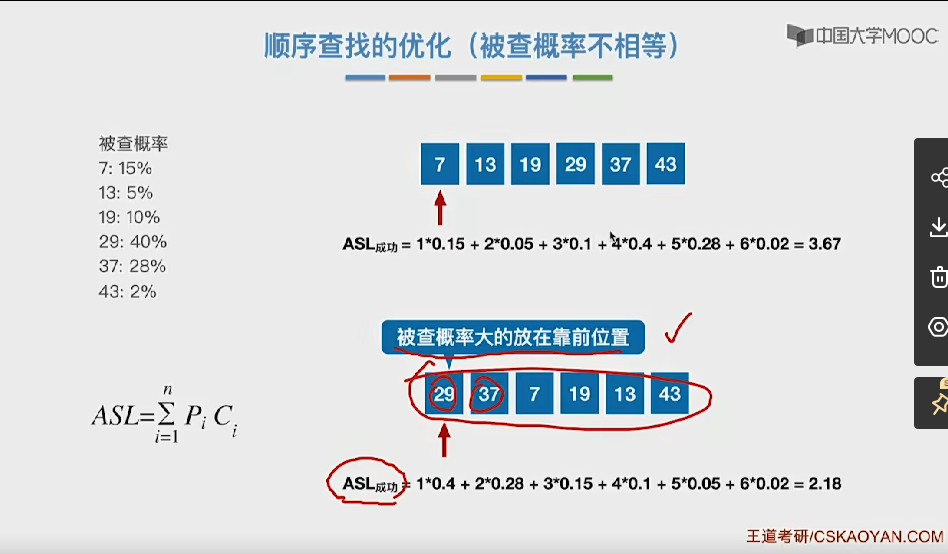 顺序查找的优化（被查概率不相等）
中国大学MOOC
被查概率
7: 15%
13: 5%
19: 10%
29: 40%
37: 28%
43: 2%
7 13 19 29 37 43
ASL成功 = 1*0.15 + 2*0.05 + 3*0.1 + 4*0.4 + 5*0.28 + 6*0.02 = 3.67
被查概率大的放在靠前位置
29 37 7 19 13 43
ASL=∑ᵢ₌₁ⁿ Pᵢ Cᵢ
ASL成功 = 1*0.4 + 2*0.28 + 3*0.15 + 4*0.1 + 5*0.05 + 6*0.02 = 2.18
王道考研/CSKAOYAN.COM